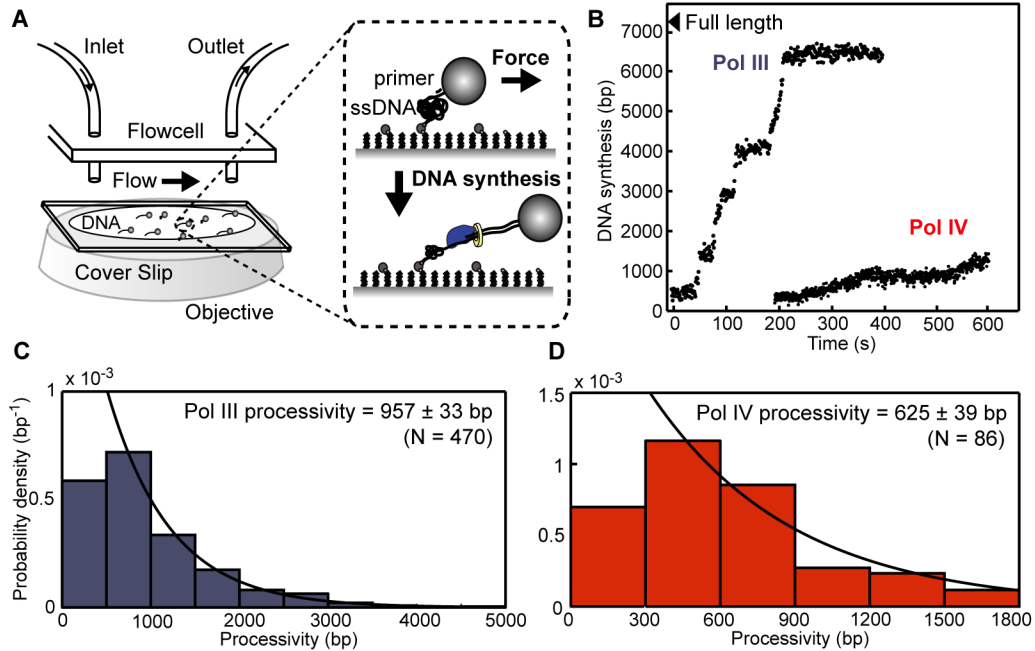 A
Inlet
Outlet
Flowcell
Flow
DNA
Cover Slip
Objective
primer
ssDNA
Force
DNA synthesis
B
Full length
Pol III
Pol IV
DNA synthesis (bp)
7000
6000
5000
4000
3000
2000
1000
0
0 100 200 300 400 500 600
Time (s)
C
x 10⁻³
Pol III processivity = 957 ± 33 bp
(N = 470)
Probability density (bp⁻¹)
1
0.5
0
0 1000 2000 3000 4000 5000
Processivity (bp)
D
x 10⁻³
Pol IV processivity = 625 ± 39 bp
(N = 86)
1.5
1
0.5
0
0 300 600 900 1200 1500 1800
Processivity (bp)